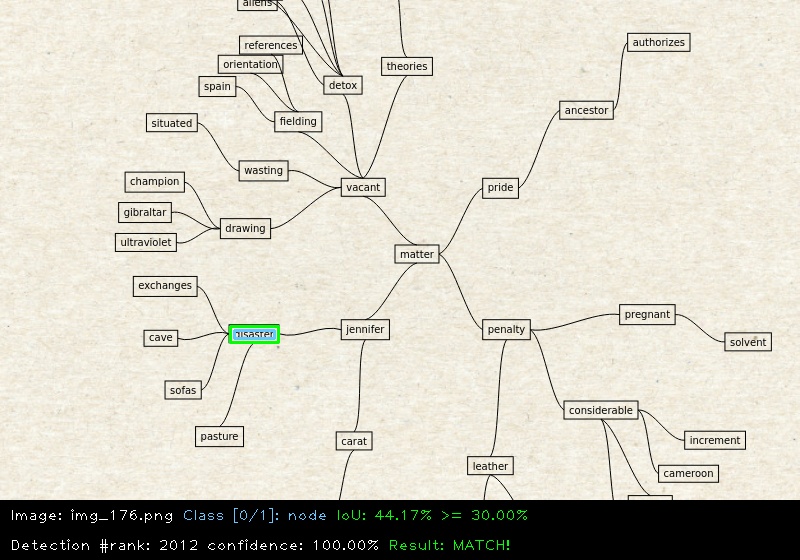 aliens
references
orientation
theories
authorizes
spain
detox
ancestor
situated
fielding
wasting
champion
vacant
pride
gibraltar
drawing
ultraviolet
matter
exchanges
pregnant
cave
disaster
jennifer
penalty
solvent
sofas
considerable
pasture
carat
increment
leather
cameroon
Image: img_176.png Class [0/1]: node IoU: 44.17% >= 30.00%
Detection #rank: 2012 confidence: 100.00% Result: MATCH!